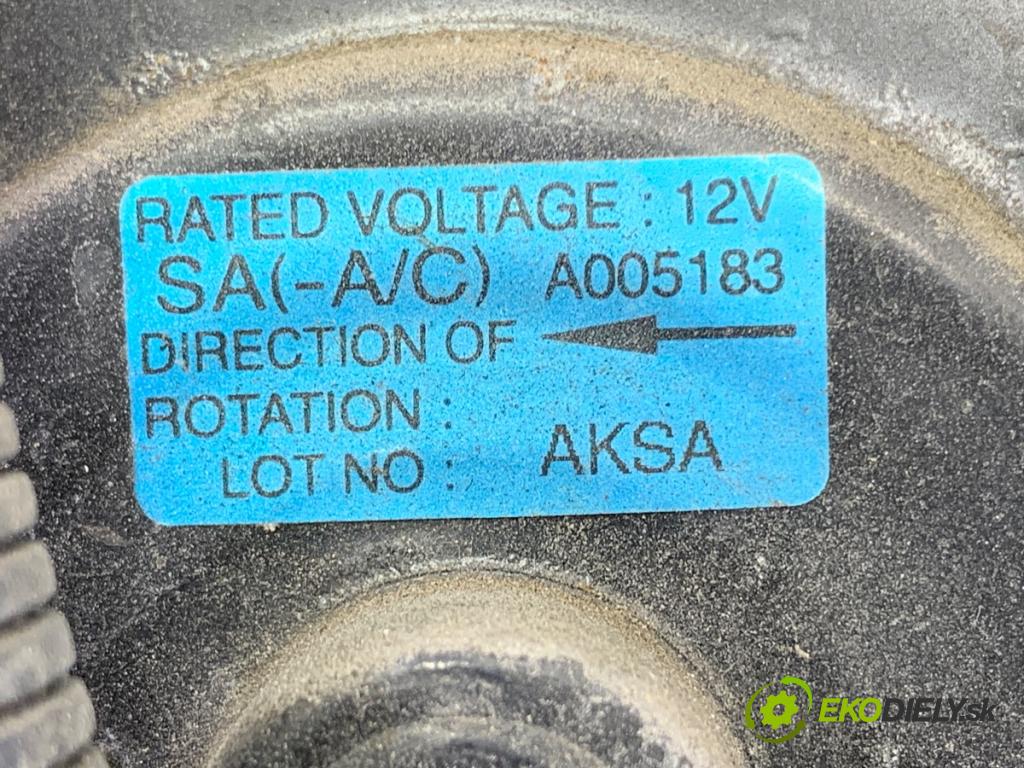 RATED VOLTAGE : 12V
SA(-A/C) A005183
DIRECTION OF
ROTATION :
LOT NO : AKSA
EKODIELY.sk